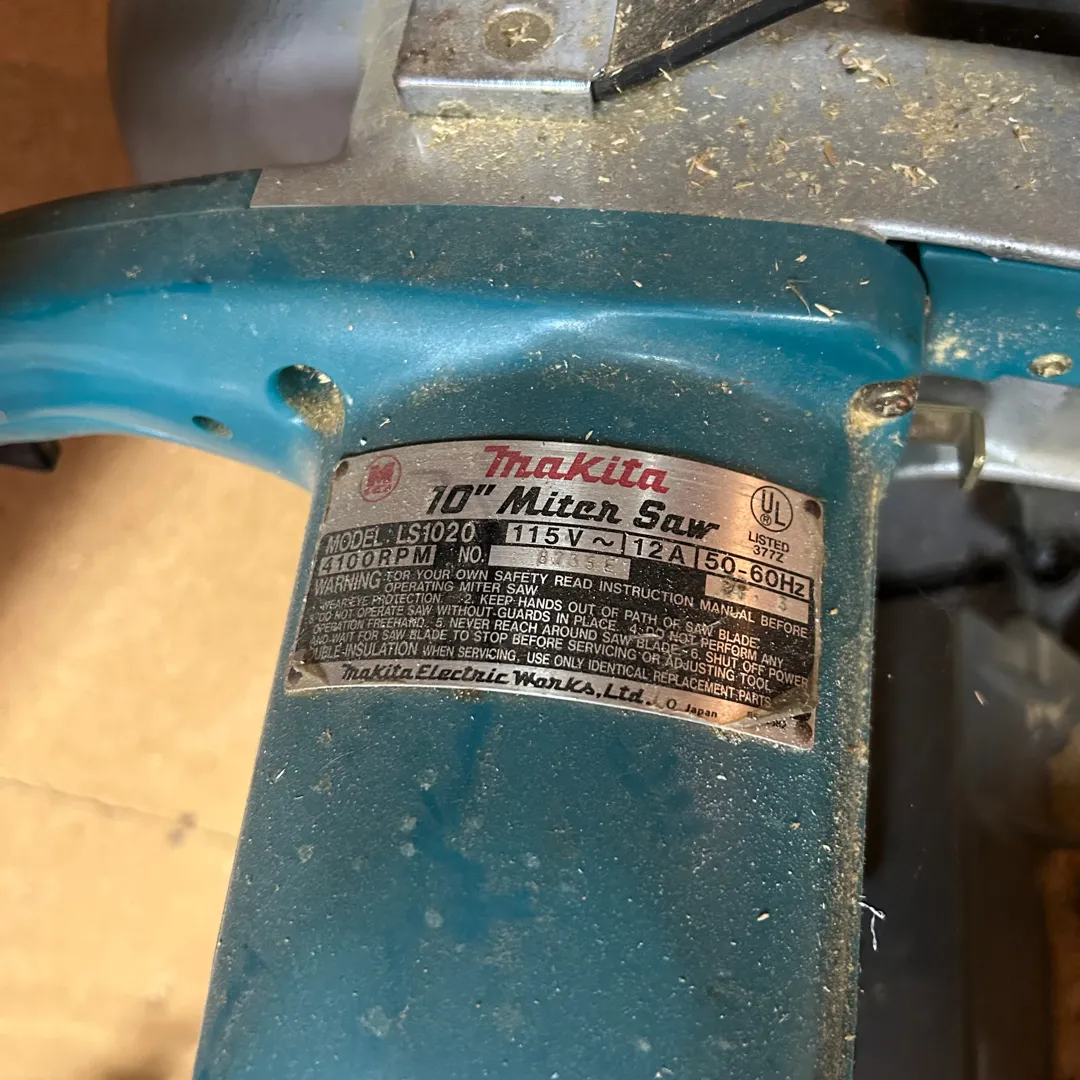 Makita
10" Miter Saw
UL
®
LISTED
377Z
MODEL: LS1020 115V~ 12A 50-60Hz
4100RPM NO.
WARNING FOR YOUR OWN SAFETY READ INSTRUCTION MANUAL BEFORE
OPERATING MITER SAW
EYE PROTECTION. 2. KEEP HANDS OUT OF PATH OF SAW BLADE
DO NOT OPERATE SAW WITHOUT GUARDS IN PLACE. 4. DO NOT PERFORM ANY
OPERATION FREEHAND. 5. NEVER REACH AROUND SAW BLADE 6. SHUT OFF POWER
WAIT FOR SAW BLADE TO STOP BEFORE SERVICING OR ADJUSTING TOOL
INSULATION WHEN SERVICING, USE ONLY IDENTICAL REPLACEMENT PARTS
Makita Electric Works, Ltd. Japan